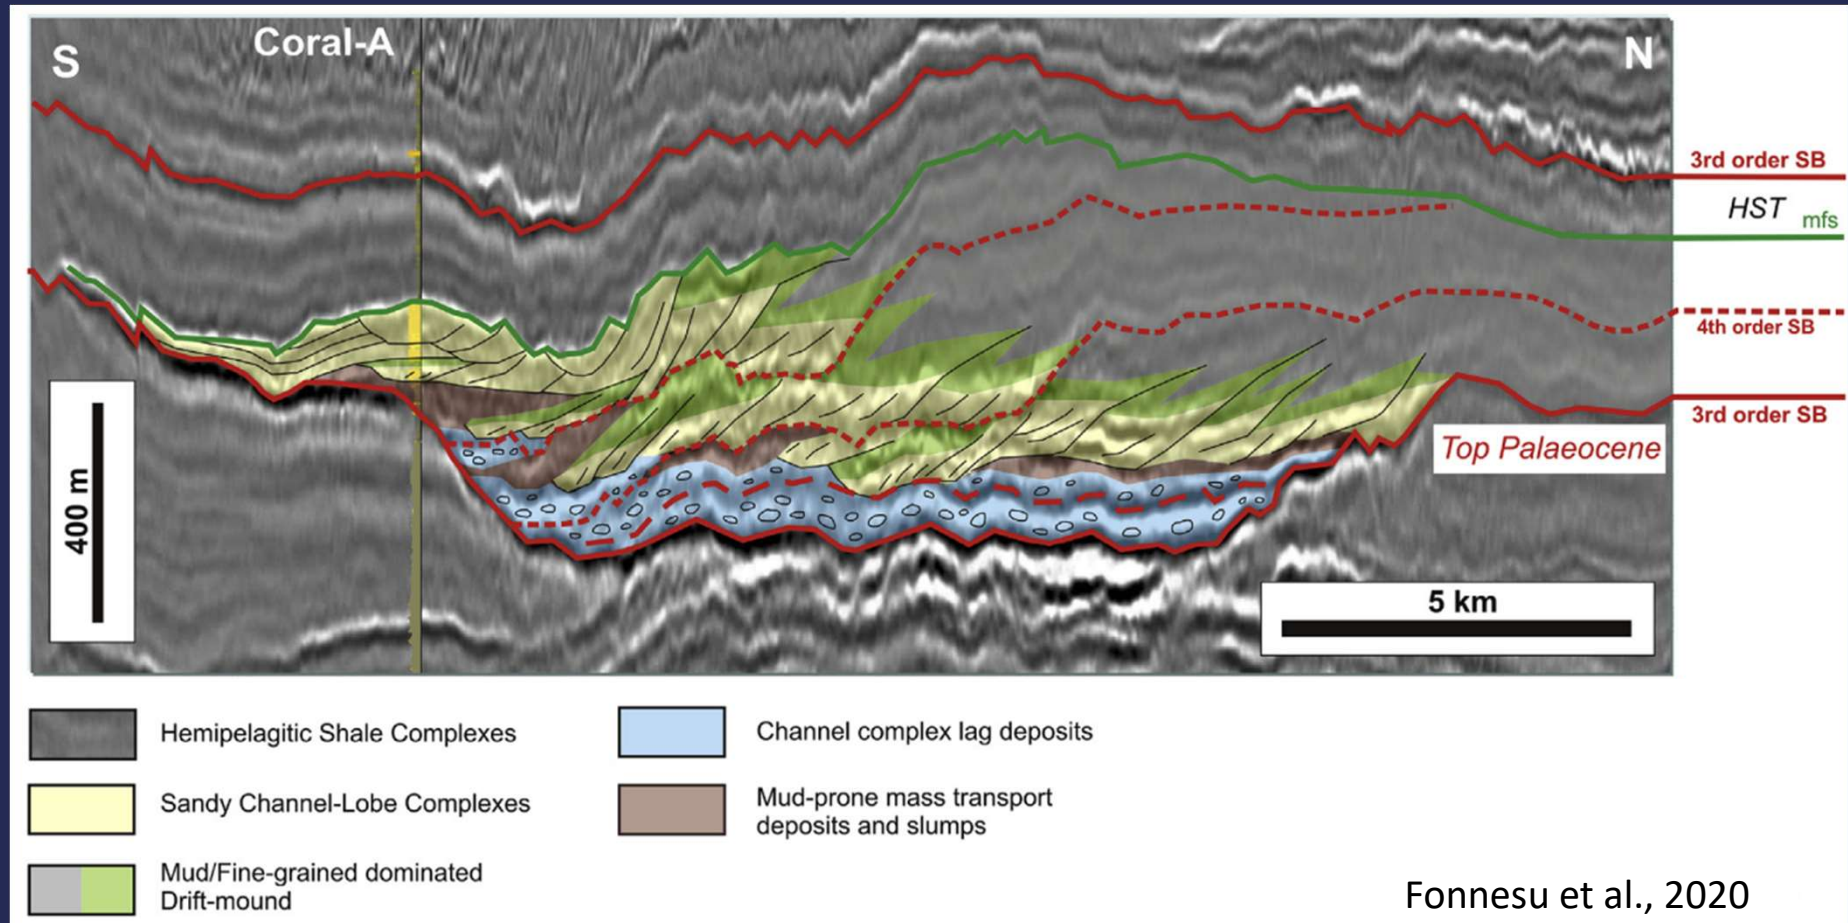 Coral-A
S
N
3rd order SB
HST
mfs
4th order SB
3rd order SB
Top Palaeocene
400 m
5 km
Hemipelagitic Shale Complexes
Sandy Channel-Lobe Complexes
Mud/Fine-grained dominated
Drift-mound
Channel complex lag deposits
Mud-prone mass transport
deposits and slumps
Fonnesu et al., 2020